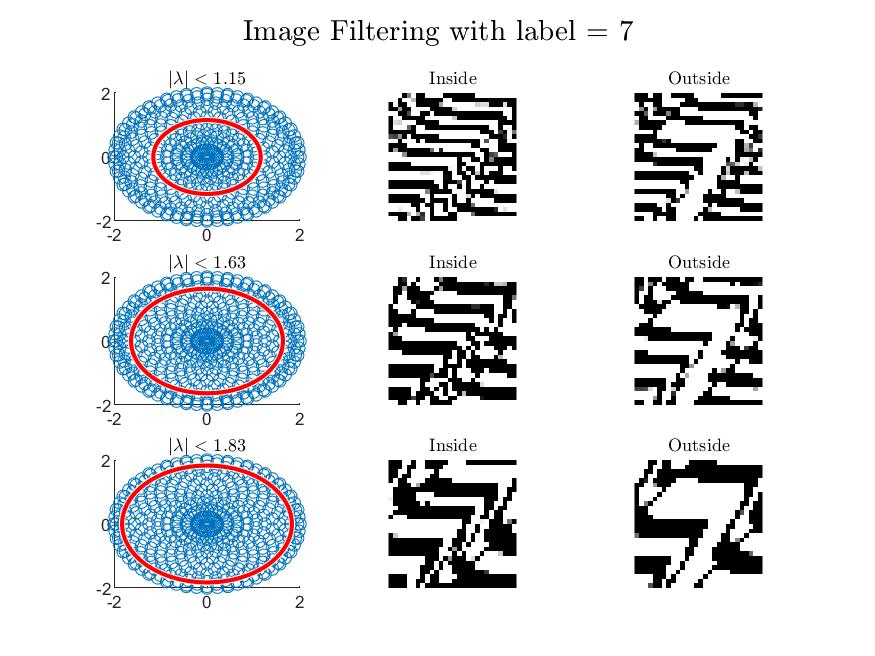 Image Filtering with label = 7
|λ| < 1.15
Inside
Outside
2
0
-2
-2 0 2
|λ| < 1.63
Inside
Outside
2
0
-2
-2 0 2
|λ| < 1.83
Inside
Outside
2
0
-2
-2 0 2